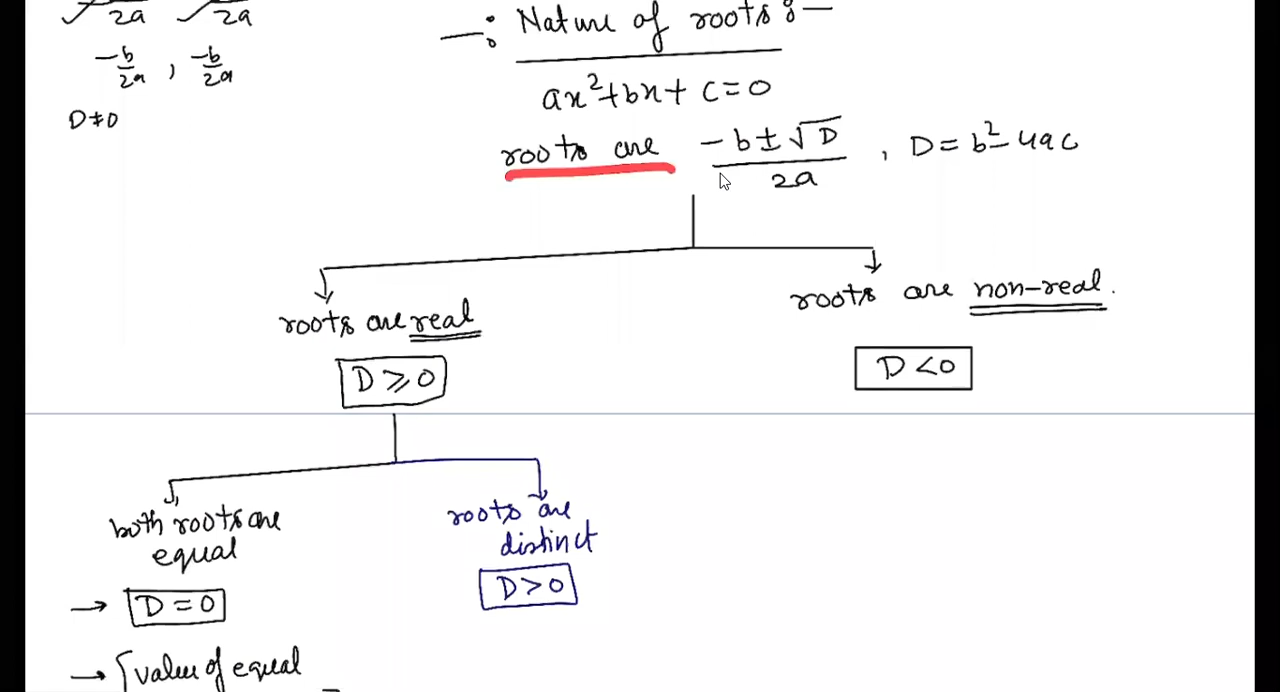 2a 2a
-b/2a , -b/2a
D≠0
—: Nature of roots :—
ax²+bx+c=0
roots are (-b±√D)/2a , D=b²-4ac
roots are real
D⩾0
roots are non-real.
D<0
both roots are
equal
→ D=0
→ [value of equal
roots are
distinct
D>0